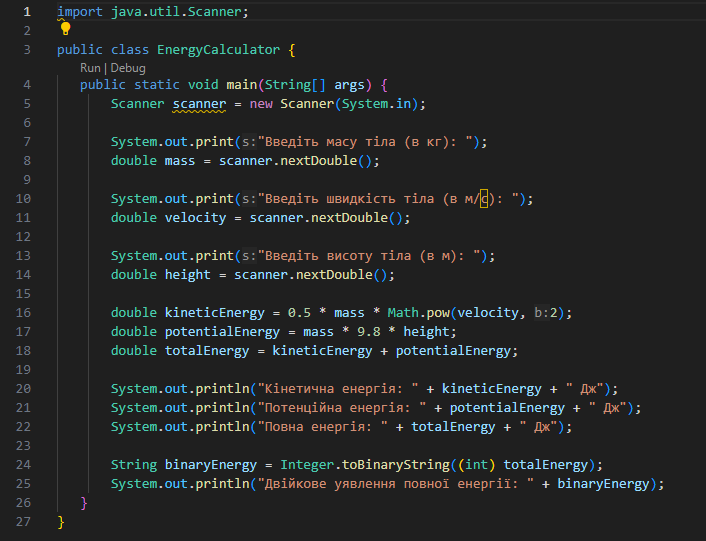 1 import java.util.Scanner;
2
3 public class EnergyCalculator {
Run | Debug
4 public static void main(String[] args) {
5 Scanner scanner = new Scanner(System.in);
6
7 System.out.print(s:"Введіть масу тіла (в кг): ");
8 double mass = scanner.nextDouble();
9
10 System.out.print(s:"Введіть швидкість тіла (в м/с): ");
11 double velocity = scanner.nextDouble();
12
13 System.out.print(s:"Введіть висоту тіла (в м): ");
14 double height = scanner.nextDouble();
15
16 double kineticEnergy = 0.5 * mass * Math.pow(velocity, b:2);
17 double potentialEnergy = mass * 9.8 * height;
18 double totalEnergy = kineticEnergy + potentialEnergy;
19
20 System.out.println("Кінетична енергія: " + kineticEnergy + " Дж");
21 System.out.println("Потенційна енергія: " + potentialEnergy + " Дж");
22 System.out.println("Повна енергія: " + totalEnergy + " Дж");
23
24 String binaryEnergy = Integer.toBinaryString((int) totalEnergy);
25 System.out.println("Двійкове уявлення повної енергії: " + binaryEnergy);
26 }
27 }